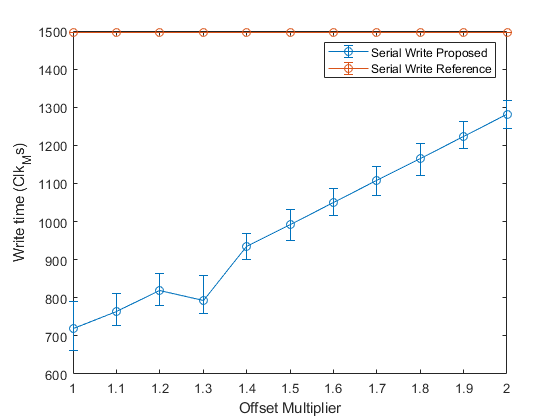 1500
1400
1300
1200
1100
1000
900
800
700
600
Write time (Clk_M s)
Serial Write Proposed
Serial Write Reference
1 1.1 1.2 1.3 1.4 1.5 1.6 1.7 1.8 1.9 2
Offset Multiplier